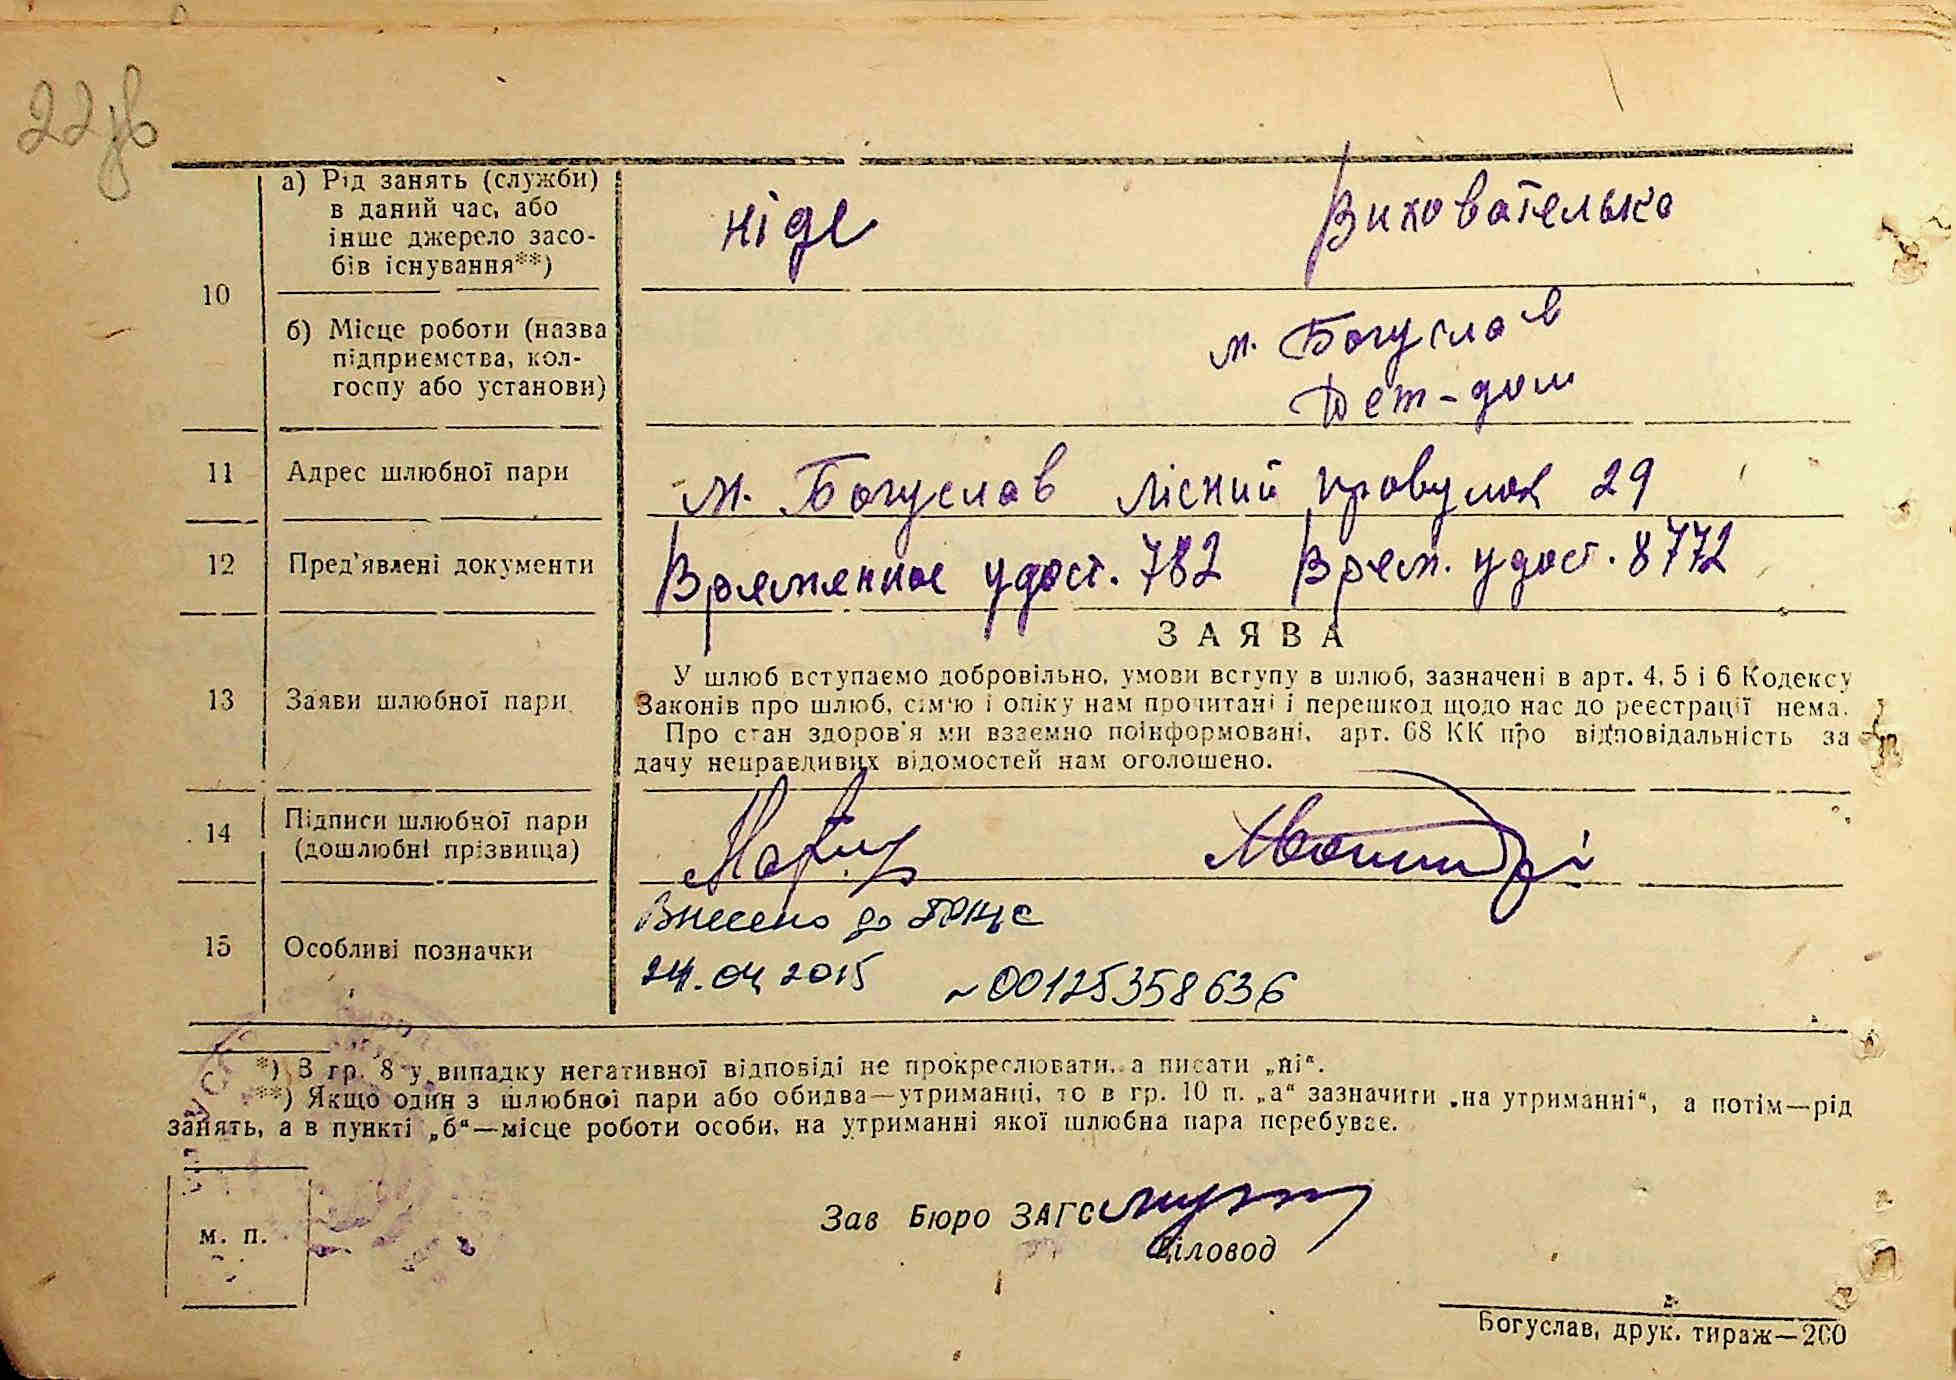 22зв
а) Рід занять (служби)
в даний час, або
інше джерело засо-
бів існування**)
ніде
Вихователька
10
б) Місце роботи (назва
підприємства, кол-
госпу або установи)
м. Богуслав
Дет-дом
11
Адрес шлюбної пари
м. Богуслав Лісний провулок 29
12
Пред'явлені документи
Временное удост. 782 Врем. удост. 8772
13
Заяви шлюбної пари
ЗАЯВА
У шлюб вступаємо добровільно, умови вступу в шлюб, зазначені в арт. 4, 5 і 6 Кодексу
Законів про шлюб, сім'ю і опіку нам прочитані і перешкод щодо нас до реєстрації нема.
Про стан здоров'я ми взаємно поінформовані, арт. 68 КК про відповідальність за
дачу неправдивих відомостей нам оголошено.
14
Підписи шлюбної пари
(дошлюбні прізвища)
15
Особливі позначки
Внесено до ДРАЦС
24.04 2015 ~00125358636
*) В гр. 8 у випадку негативної відповіді не прокреслювати, а писати „ні“.
**) Якщо один з шлюбної пари або обидва—утриманці, то в гр. 10 п. „а“ зазначити „на утриманні“, а потім—рід
занять, а в пункті „б“—місце роботи особи, на утриманні якої шлюбна пара перебуває.
м. п.
Зав Бюро ЗАГС
Діловод
Богуслав, друк. тираж—200